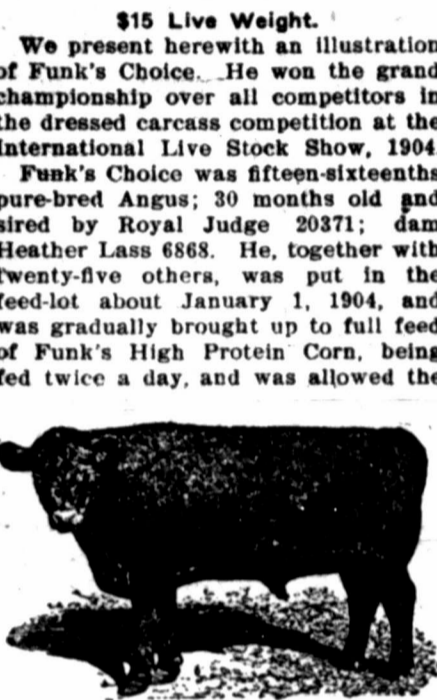 $15 Live Weight.
We present herewith an illustration
of Funk's Choice. He won the grand
championship over all competitors in
the dressed carcass competition at the
International Live Stock Show, 1904
Funk's Choice was fifteen-sixteenths
pure-bred Angus; 30 months old and
sired by Royal Judge 20371; dam
Heather Lass 6868. He, together with
twenty-five others, was put in the
feed-lot about January 1, 1904, and
was gradually brought up to full feed
of Funk's High Protein Corn, being
fed twice a day, and was allowed the